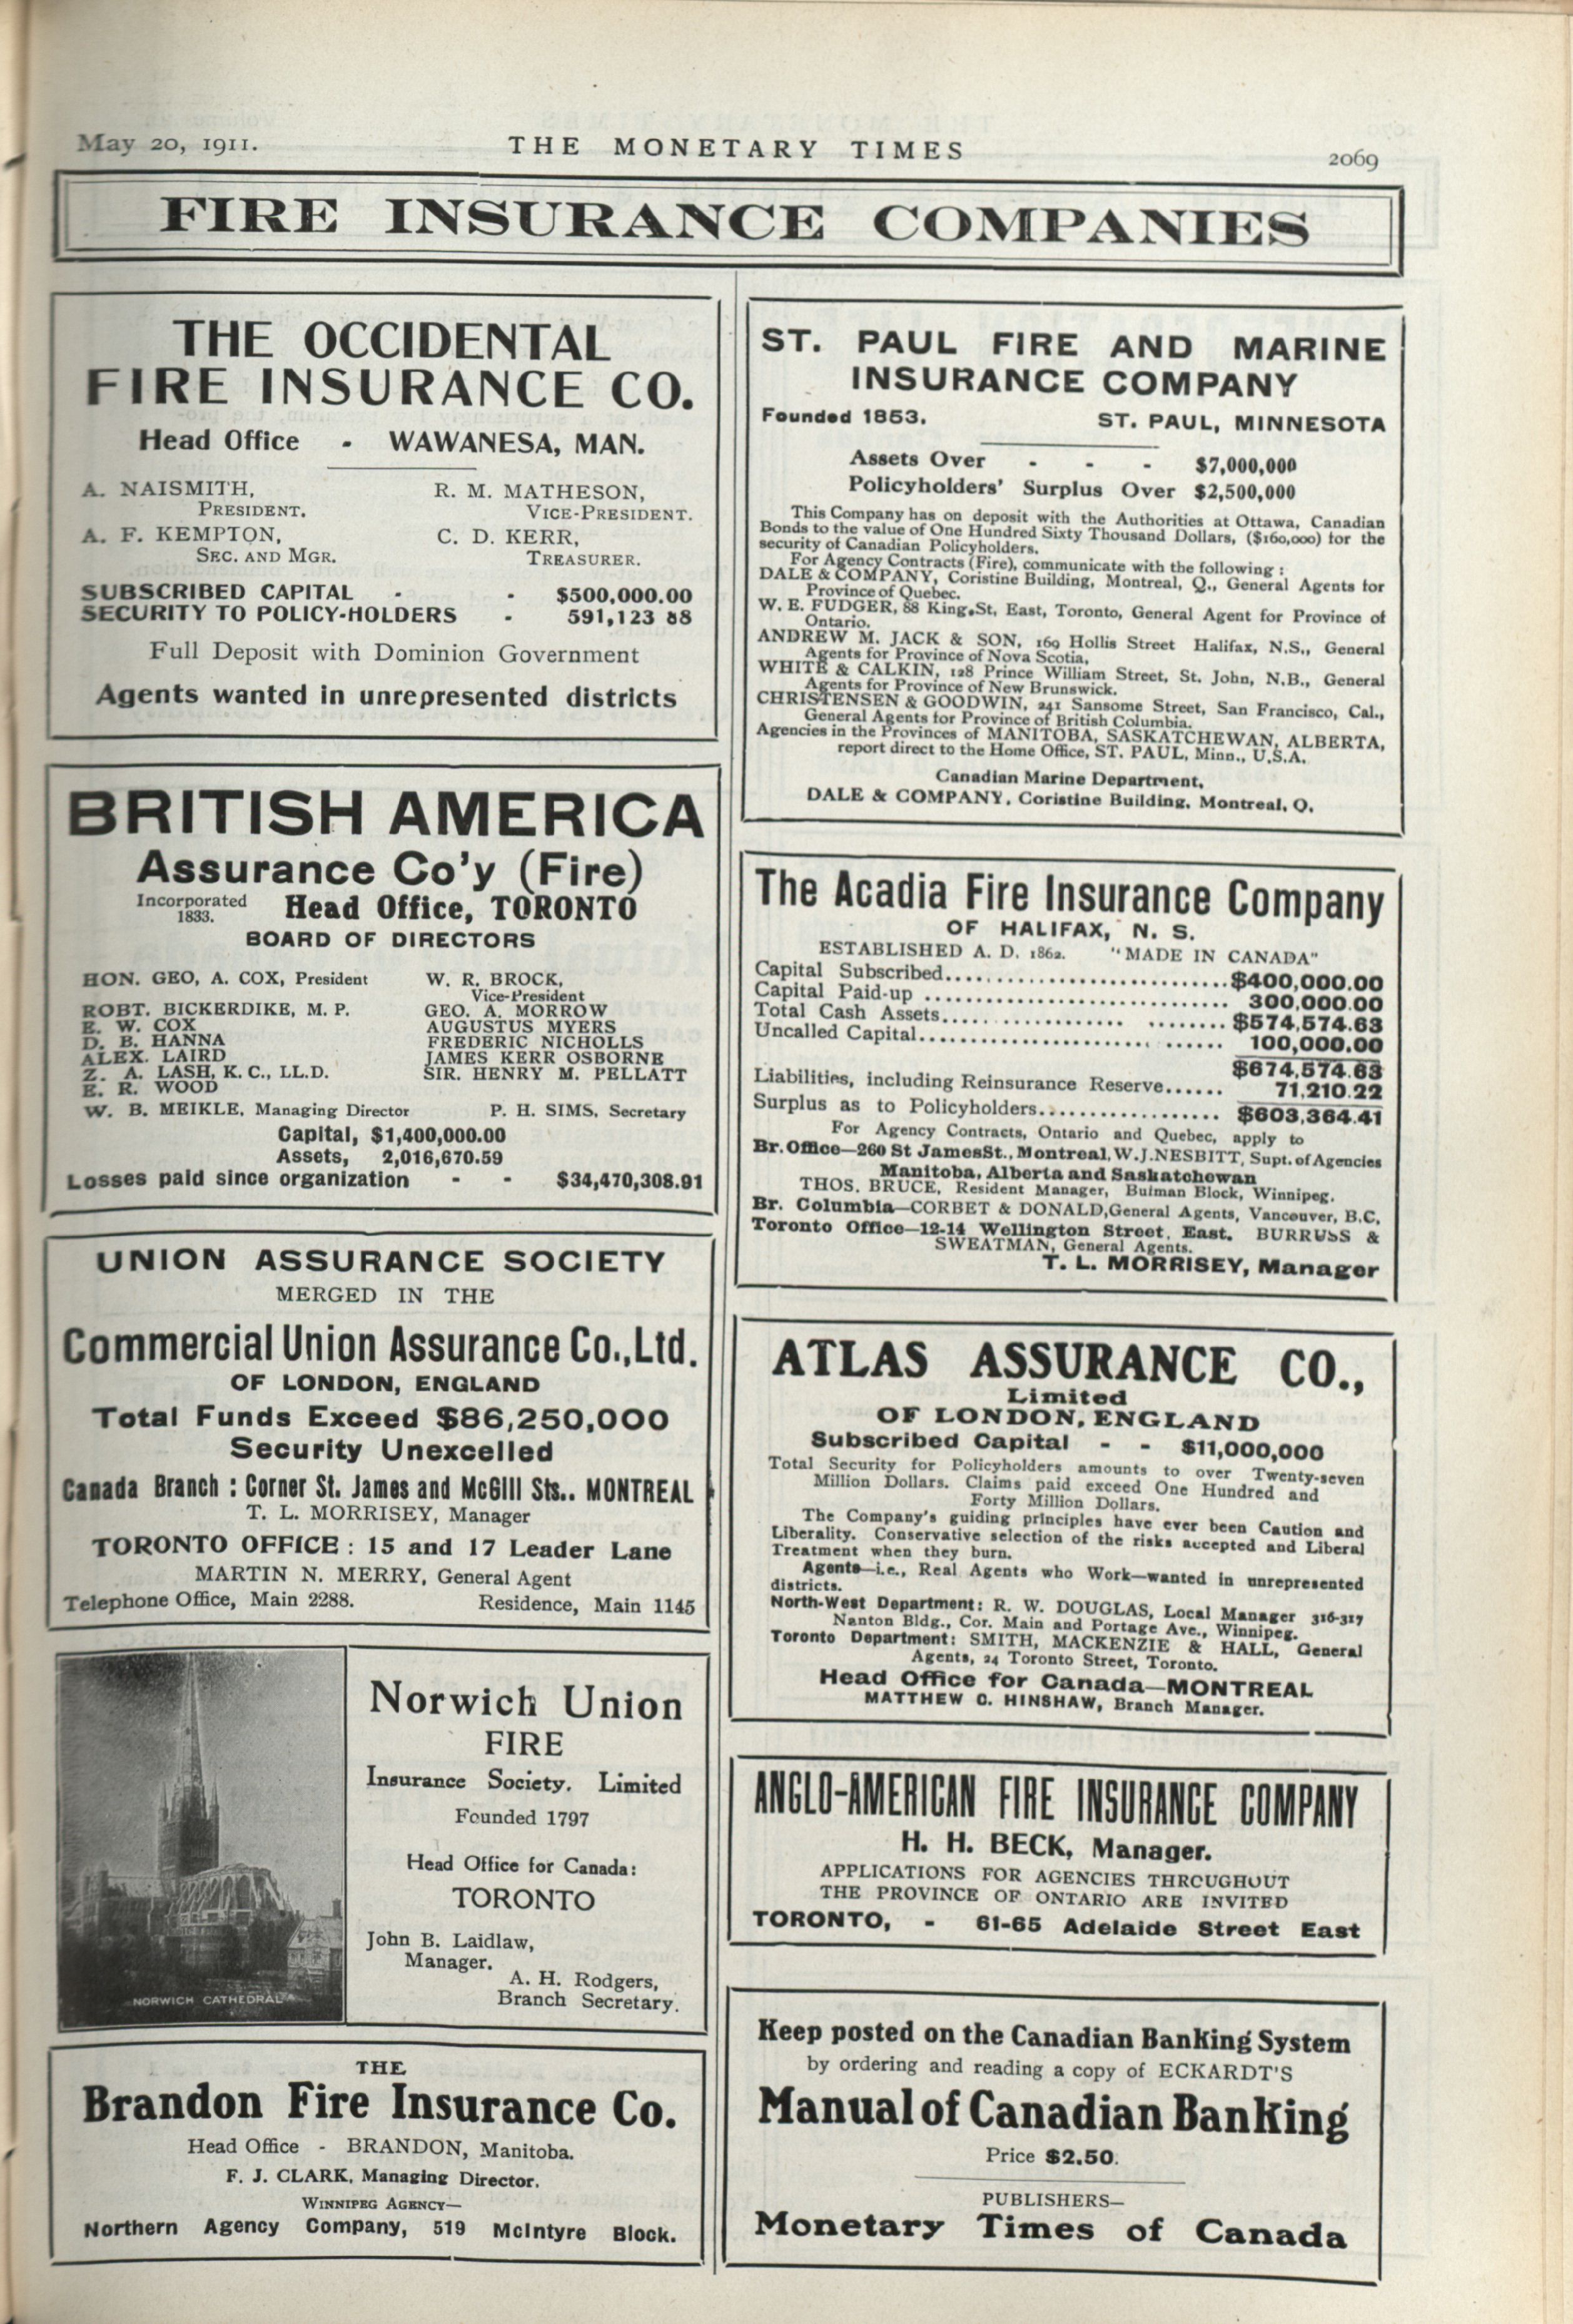 May 20, 1911.
THE MONETARY TIMES
2069
FIRE INSURANCE COMPANIES
THE OCCIDENTAL
FIRE INSURANCE CO.
Head Office - WAWANESA, MAN.
A. NAISMITH, R. M. MATHESON,
PRESIDENT. VICE-PRESIDENT.
A. F. KEMPTON, C. D. KERR,
SEC. AND MGR. TREASURER.
SUBSCRIBED CAPITAL - - $500,000.00
SECURITY TO POLICY-HOLDERS - 591,123 88
Full Deposit with Dominion Government
Agents wanted in unrepresented districts
BRITISH AMERICA
Assurance Co'y (Fire)
Incorporated 1833. Head Office, TORONTO
BOARD OF DIRECTORS
HON. GEO, A. COX, President W. R. BROCK,
Vice-President
ROBT. BICKERDIKE, M. P. GEO. A. MORROW
E. W. COX AUGUSTUS MYERS
D. B. HANNA FREDERIC NICHOLLS
ALEX. LAIRD JAMES KERR OSBORNE
Z. A. LASH, K. C., LL.D. SIR. HENRY M. PELLATT
E. R. WOOD
W. B. MEIKLE, Managing Director P. H. SIMS, Secretary
Capital, $1,400,000.00
Assets, 2,016,670.59
Losses paid since organization - - $34,470,308.91
UNION ASSURANCE SOCIETY
MERGED IN THE
Commercial Union Assurance Co., Ltd.
OF LONDON, ENGLAND
Total Funds Exceed $86,250,000
Security Unexcelled
Canada Branch : Corner St. James and McGill Sts.. MONTREAL
T. L. MORRISEY, Manager
TORONTO OFFICE : 15 and 17 Leader Lane
MARTIN N. MERRY, General Agent
Telephone Office, Main 2288. Residence, Main 1145
NORWICH CATHEDRAL
Norwich Union
FIRE
Insurance Society. Limited
Founded 1797
Head Office for Canada:
TORONTO
John B. Laidlaw,
Manager.
A. H. Rodgers,
Branch Secretary.
THE
Brandon Fire Insurance Co.
Head Office - BRANDON, Manitoba.
F. J. CLARK, Managing Director.
WINNIPEG AGENCY—
Northern Agency Company, 519 McIntyre Block.
ST. PAUL FIRE AND MARINE
INSURANCE COMPANY
Founded 1853. ST. PAUL, MINNESOTA
Assets Over - - - $7,000,000
Policyholders' Surplus Over $2,500,000
This Company has on deposit with the Authorities at Ottawa, Canadian
Bonds to the value of One Hundred Sixty Thousand Dollars, ($160,000) for the
security of Canadian Policyholders.
For Agency Contracts (Fire), communicate with the following :
DALE & COMPANY, Coristine Building, Montreal, Q., General Agents for
Province of Quebec.
W. E. FUDGER, 88 King St, East, Toronto, General Agent for Province of
Ontario.
ANDREW M. JACK & SON, 169 Hollis Street Halifax, N.S., General
Agents for Province of Nova Scotia.
WHITE & CALKIN, 128 Prince William Street, St. John, N.B., General
Agents for Province of New Brunswick.
CHRISTENSEN & GOODWIN, 241 Sansome Street, San Francisco, Cal.,
General Agents for Province of British Columbia.
Agencies in the Provinces of MANITOBA, SASKATCHEWAN, ALBERTA,
report direct to the Home Office, ST. PAUL, Minn., U.S.A.
Canadian Marine Department,
DALE & COMPANY, Coristine Building, Montreal, Q.
The Acadia Fire Insurance Company
OF HALIFAX, N. S.
ESTABLISHED A. D. 1862. "MADE IN CANADA"
Capital Subscribed.......... $400,000.00
Capital Paid-up .......... 300,000.00
Total Cash Assets.......... $574,574.63
Uncalled Capital.......... 100,000.00
$674,574.63
Liabilities, including Reinsurance Reserve...... 71,210.22
Surplus as to Policyholders.......... $603,364.41
For Agency Contracts, Ontario and Quebec, apply to
Br. Office—260 St James St., Montreal, W.J. NESBITT, Supt. of Agencies
Manitoba, Alberta and Saskatchewan
THOS. BRUCE, Resident Manager, Bulman Block, Winnipeg.
Br. Columbia—CORBET & DONALD, General Agents, Vancouver, B.C.
Toronto Office—12-14 Wellington Street, East. BURRUSS &
SWEATMAN, General Agents.
T. L. MORRISEY, Manager
ATLAS ASSURANCE CO.,
Limited
OF LONDON, ENGLAND
Subscribed Capital - - $11,000,000
Total Security for Policyholders amounts to over Twenty-seven
Million Dollars. Claims paid exceed One Hundred and
Forty Million Dollars.
The Company's guiding principles have ever been Caution and
Liberality. Conservative selection of the risks accepted and Liberal
Treatment when they burn.
Agents—i.e., Real Agents who Work—wanted in unrepresented
districts.
North-West Department: R. W. DOUGLAS, Local Manager 316-317
Nanton Bldg., Cor. Main and Portage Ave., Winnipeg.
Toronto Department: SMITH, MACKENZIE & HALL, General
Agents, 24 Toronto Street, Toronto.
Head Office for Canada—MONTREAL
MATTHEW C. HINSHAW, Branch Manager.
ANGLO-AMERICAN FIRE INSURANCE COMPANY
H. H. BECK, Manager.
APPLICATIONS FOR AGENCIES THROUGHOUT
THE PROVINCE OF ONTARIO ARE INVITED
TORONTO, - 61-65 Adelaide Street East
Keep posted on the Canadian Banking System
by ordering and reading a copy of ECKARDT'S
Manual of Canadian Banking
Price $2.50.
PUBLISHERS—
Monetary Times of Canada